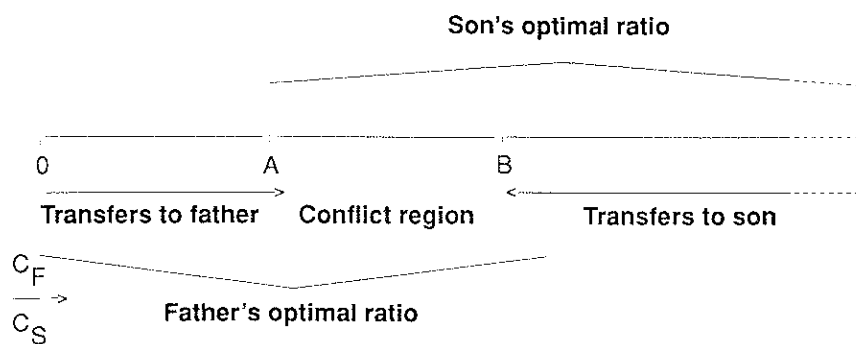 Son's optimal ratio
0 A B
Transfers to father Conflict region Transfers to son
C_F
C_S
Father's optimal ratio